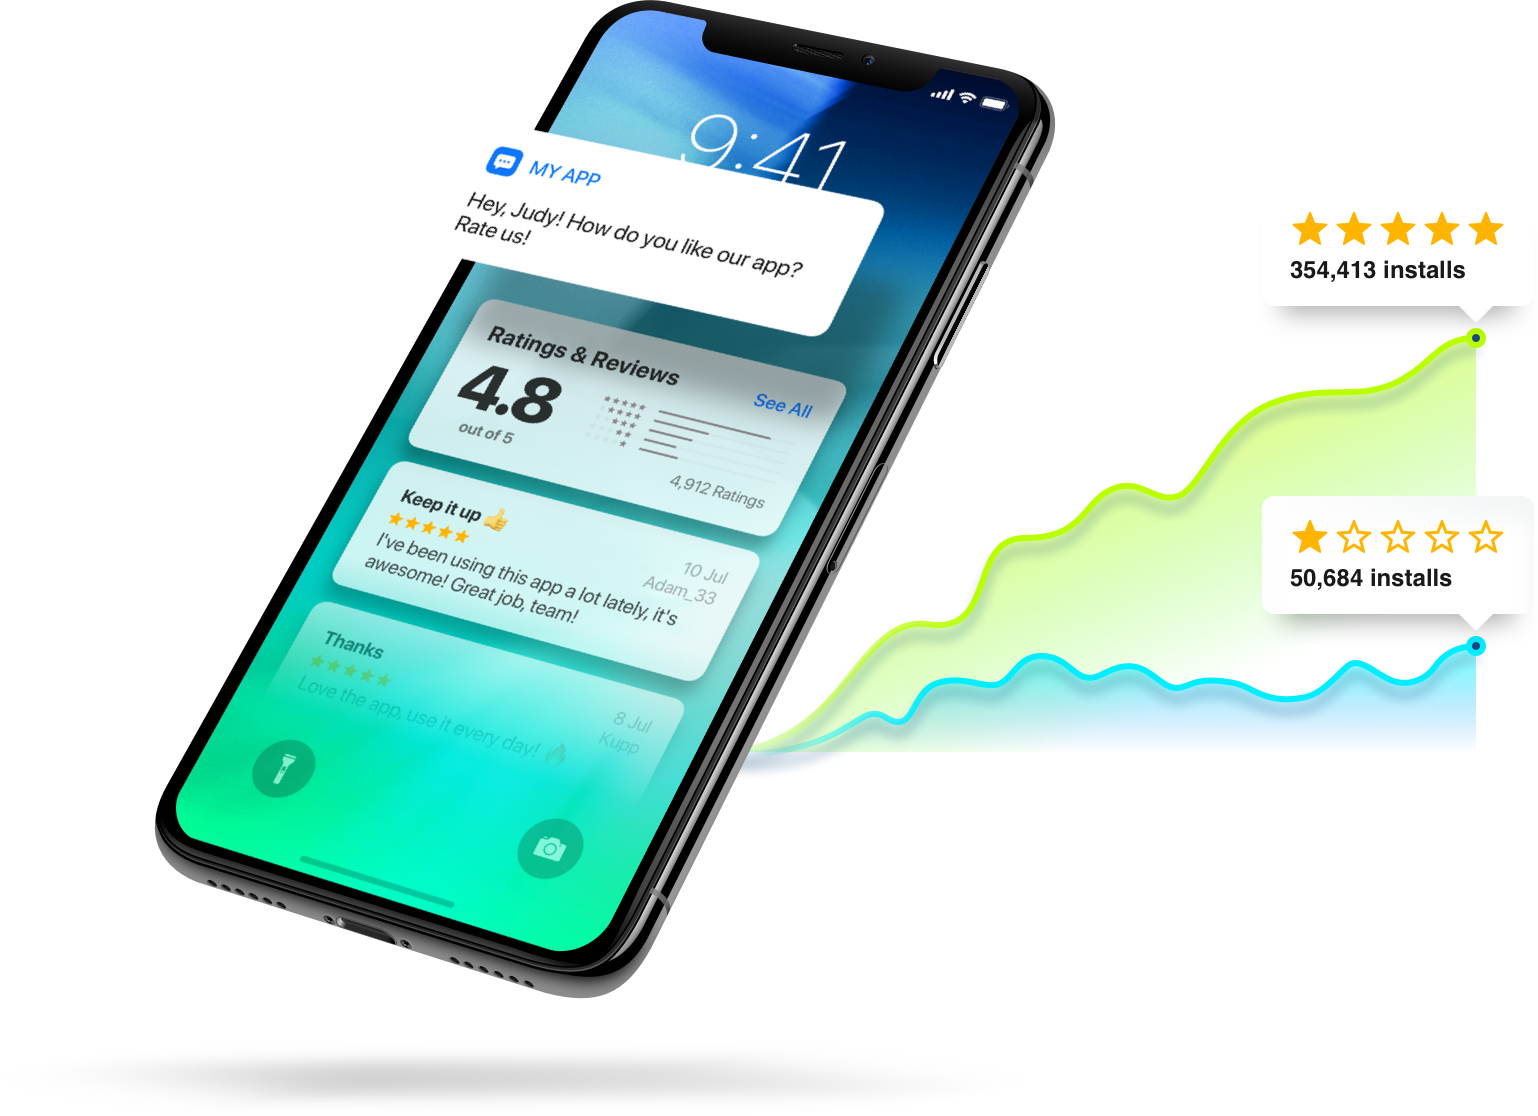 9:41
MY APP
Hey, Judy! How do you like our app?
Rate us!
Ratings & Reviews
4.8
out of 5
See All
4,912 Ratings
Keep it up 👍
10 Jul
Adam_33
I've been using this app a lot lately, it's
awesome! Great job, team!
Thanks
8 Jul
Kupp
Love the app, use it every day! 🔥
354,413 installs
50,684 installs